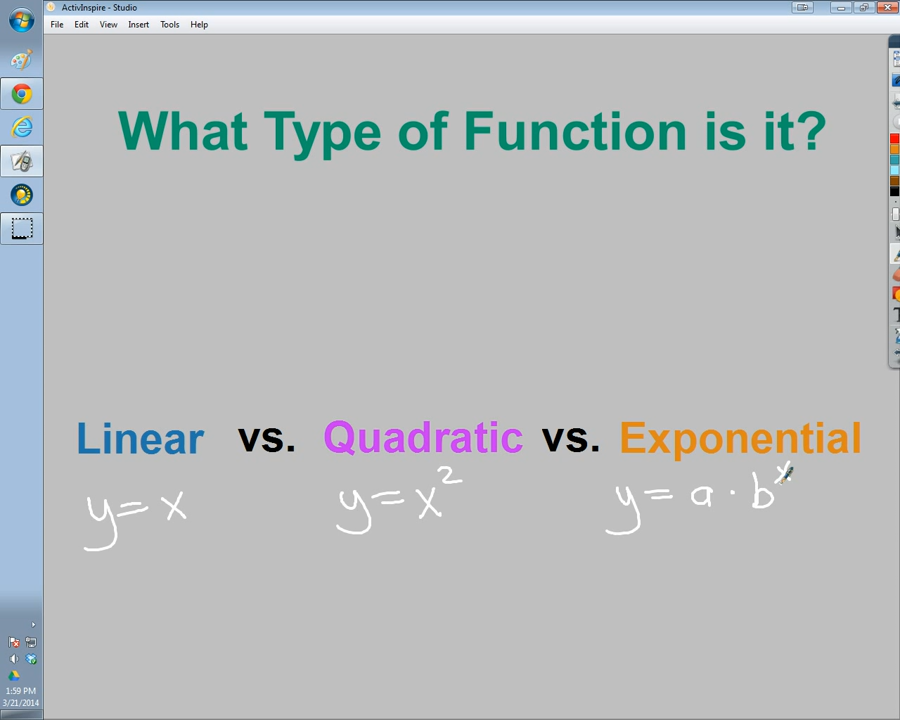 ActivInspire - Studio
File Edit View Insert Tools Help
What Type of Function is it?
Linear vs. Quadratic vs. Exponential
y = x y = x² y = a · bˣ
1:59 PM
3/21/2014